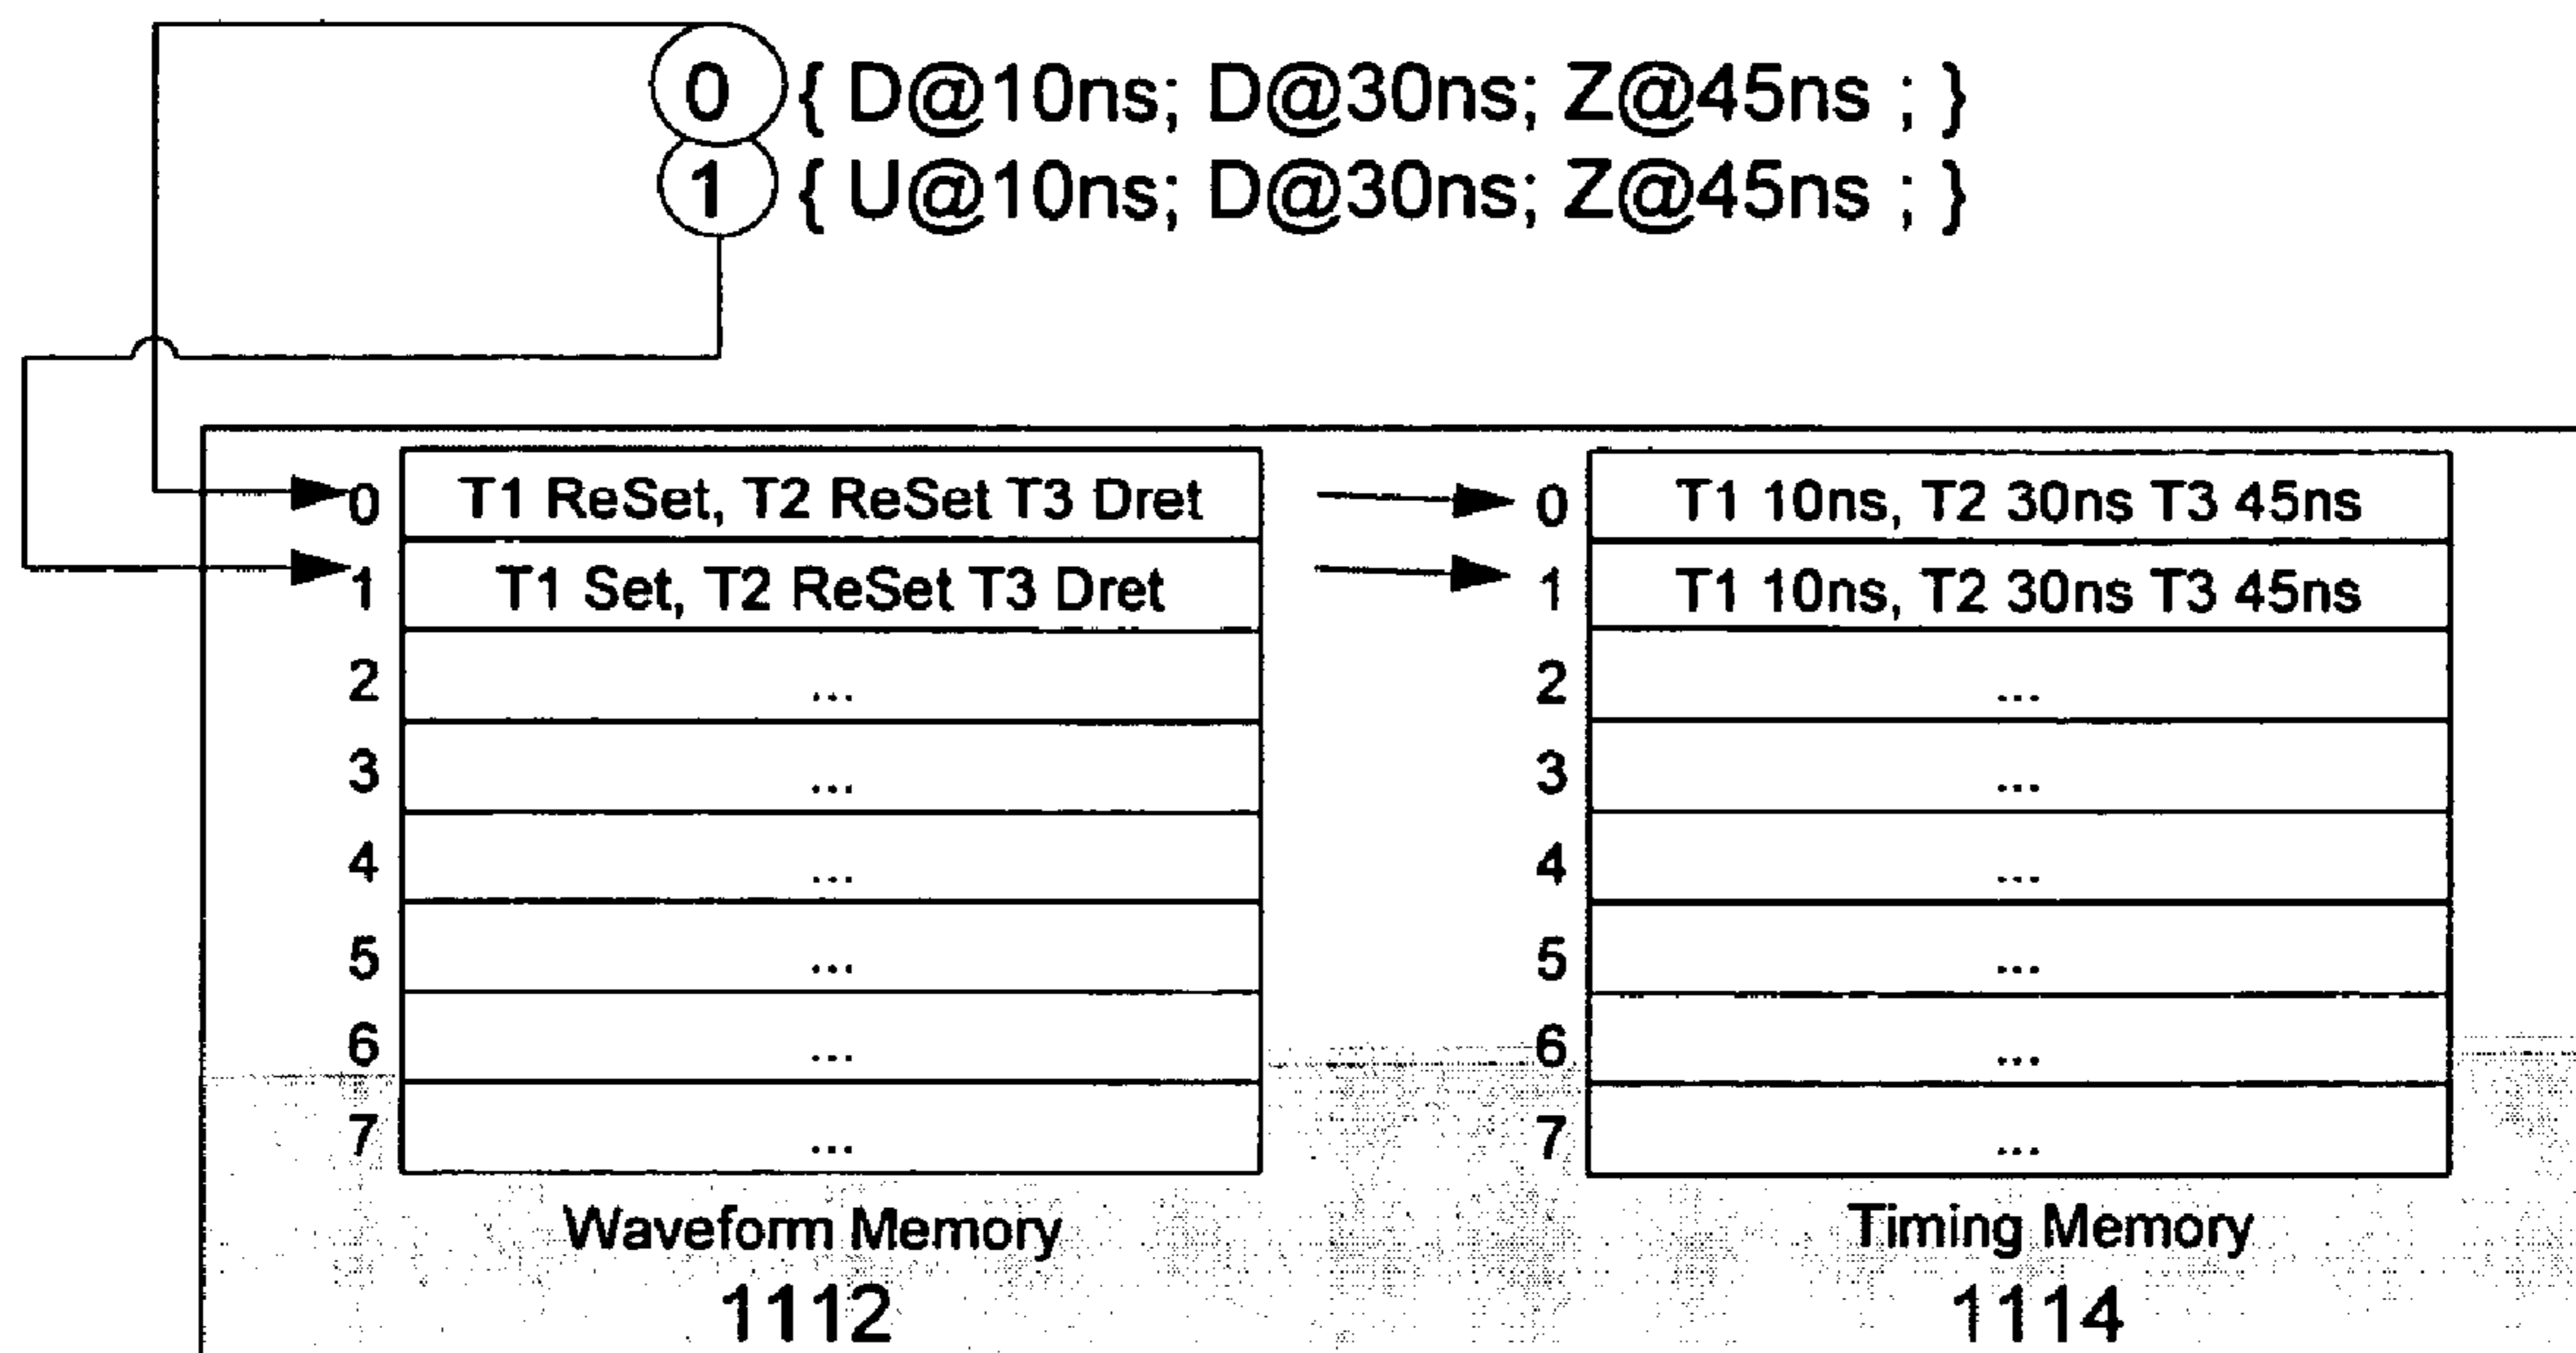 0 { D@10ns; D@30ns; Z@45ns ; }
1 { U@10ns; D@30ns; Z@45ns ; }
0 T1 ReSet, T2 ReSet T3 Dret 0 T1 10ns, T2 30ns T3 45ns
1 T1 Set, T2 ReSet T3 Dret 1 T1 10ns, T2 30ns T3 45ns
2 ... 2 ...
3 ... 3 ...
4 ... 4 ...
5 ... 5 ...
6 ... 6 ...
7 ... 7 ...
Waveform Memory Timing Memory
1112 1114